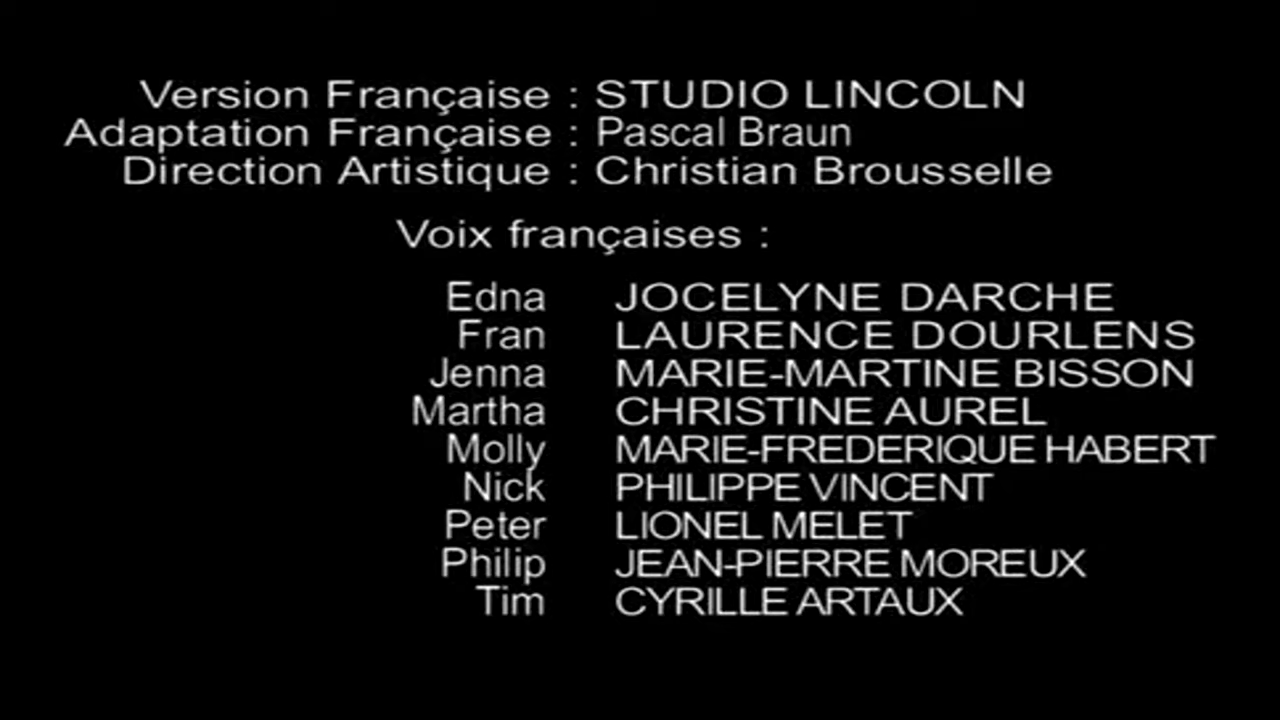 Version Française : STUDIO LINCOLN
Adaptation Française : Pascal Braun
Direction Artistique : Christian Brousselle
Voix françaises :
Edna JOCELYNE DARCHE
Fran LAURENCE DOURLENS
Jenna MARIE-MARTINE BISSON
Martha CHRISTINE AUREL
Molly MARIE-FREDERIQUE HABERT
Nick PHILIPPE VINCENT
Peter LIONEL MELET
Philip JEAN-PIERRE MOREUX
Tim CYRILLE ARTAUX